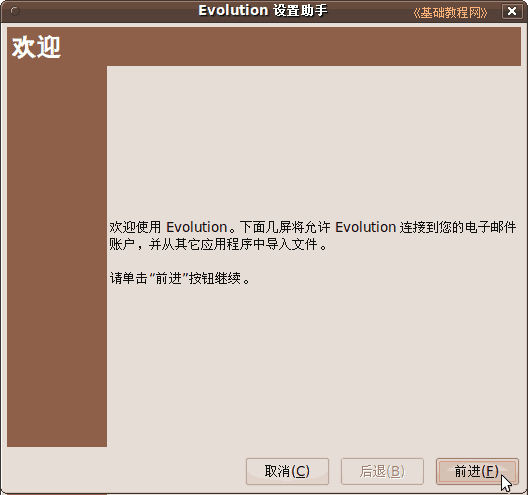 Evolution 设置助手
《基础教程网》
欢迎
欢迎使用 Evolution。下面几屏将允许 Evolution 连接到您的电子邮件
账户，并从其它应用程序中导入文件。
请单击“前进”按钮继续。
取消(C)
后退(B)
前进(F)